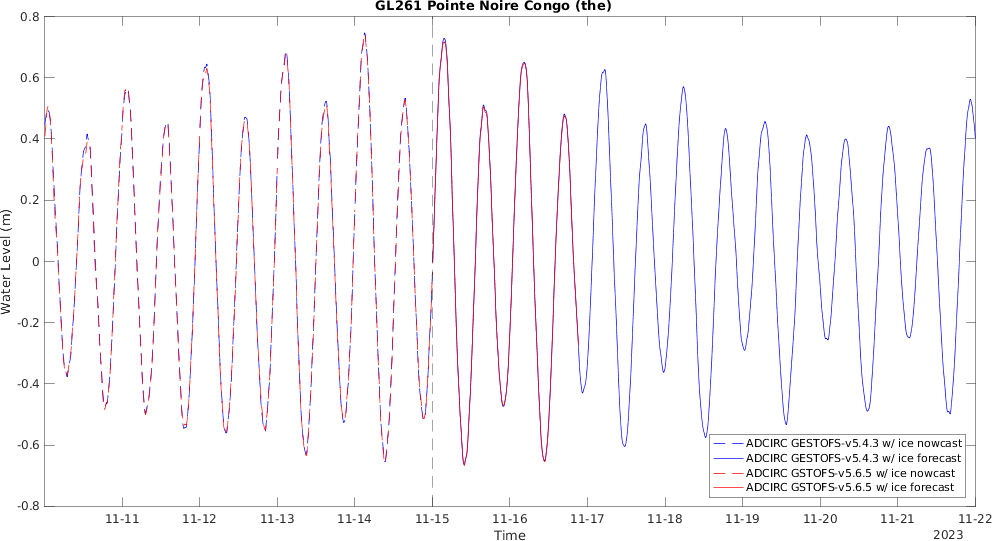 GL261 Pointe Noire Congo (the)
0.8
0.6
0.4
0.2
0
-0.2
-0.4
-0.6
-0.8
Water Level (m)
ADCIRC GESTOFS-v5.4.3 w/ ice nowcast
ADCIRC GESTOFS-v5.4.3 w/ ice forecast
ADCIRC GSTOFS-v5.6.5 w/ ice nowcast
ADCIRC GSTOFS-v5.6.5 w/ ice forecast
11-11 11-12 11-13 11-14 11-15 11-16 11-17 11-18 11-19 11-20 11-21 11-22
Time
2023